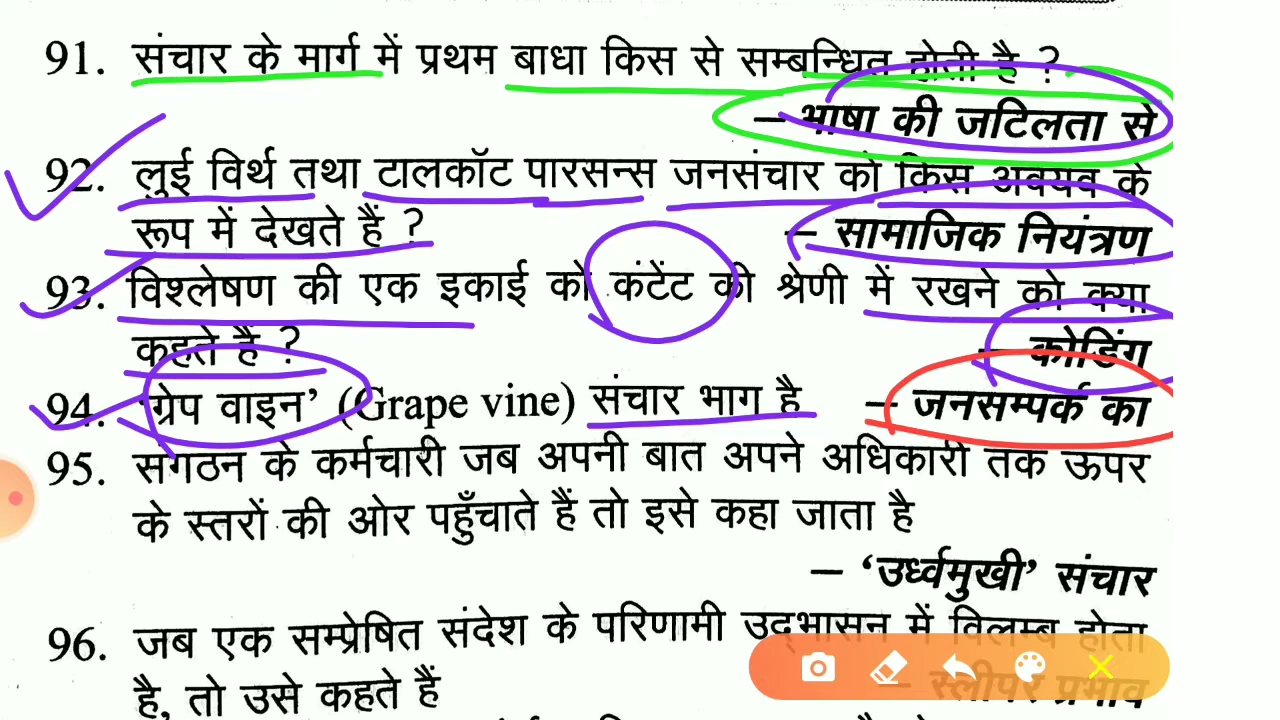 91. संचार के मार्ग में प्रथम बाधा किस से सम्बन्धित होती है ?
– भाषा की जटिलता से
92. लुई विर्थ तथा टालकॉट पारसन्स जनसंचार को किस अवयव के
रूप में देखते हैं ? – सामाजिक नियंत्रण
93. विश्लेषण की एक इकाई को कंटेंट की श्रेणी में रखने को क्या
कहते हैं ? – कोडिंग
94. ‘ग्रेप वाइन’ (Grape vine) संचार भाग है – जनसम्पर्क का
95. संगठन के कर्मचारी जब अपनी बात अपने अधिकारी तक ऊपर
के स्तरों की ओर पहुँचाते हैं तो इसे कहा जाता है
– ‘उर्ध्वमुखी’ संचार
96. जब एक सम्प्रेषित संदेश के परिणामी उद्भासन में विलम्ब होता
है, तो उसे कहते हैं – स्लीपर प्रभाव